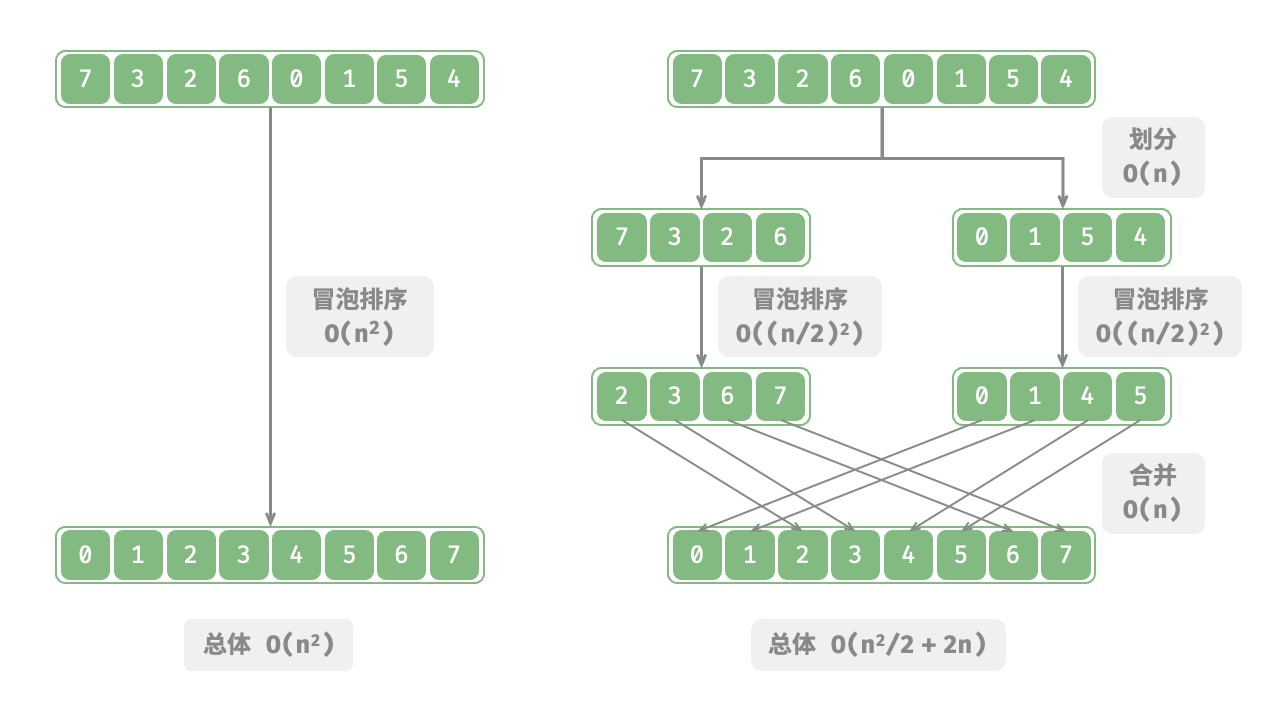 7 3 2 6 0 1 5 4
冒泡排序
O(n²)
0 1 2 3 4 5 6 7
总体 O(n²)
7 3 2 6 0 1 5 4
划分
O(n)
7 3 2 6
0 1 5 4
冒泡排序
O((n/2)²)
冒泡排序
O((n/2)²)
2 3 6 7
0 1 4 5
合并
O(n)
0 1 2 3 4 5 6 7
总体 O(n²/2 + 2n)